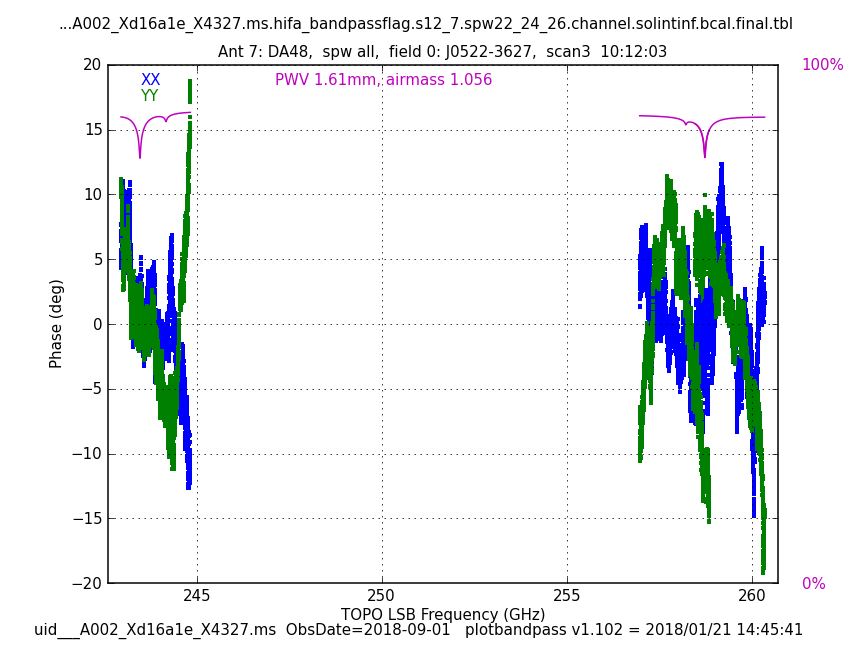 ...A002_Xd16a1e_X4327.ms.hifa_bandpassflag.s12_7.spw22_24_26.channel.solintinf.bcal.final.tbl
Ant 7: DA48,  spw all,  field 0: J0522-3627,  scan3  10:12:03
20
100%
XX
PWV 1.61mm, airmass 1.056
YY
15
10
5
0
Phase (deg)
−5
−10
−15
−20
0%
245
250
255
260
TOPO LSB Frequency (GHz)
uid___A002_Xd16a1e_X4327.ms  ObsDate=2018-09-01   plotbandpass v1.102 = 2018/01/21 14:45:41